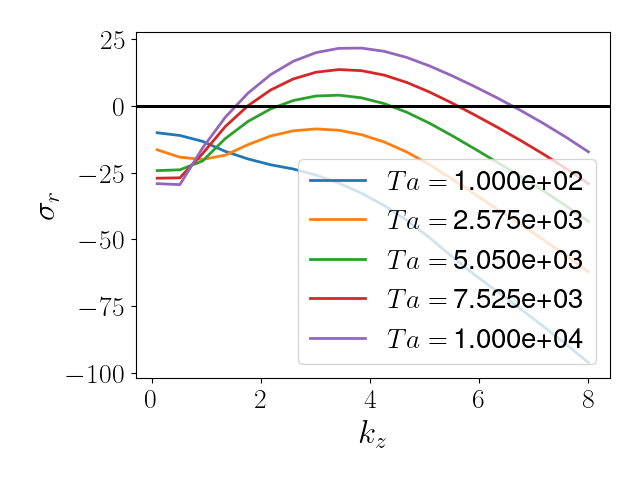 25
0
−25
−50
−75
−100
σr
0 2 4 6 8
kz
Ta = 1.000e+02
Ta = 2.575e+03
Ta = 5.050e+03
Ta = 7.525e+03
Ta = 1.000e+04